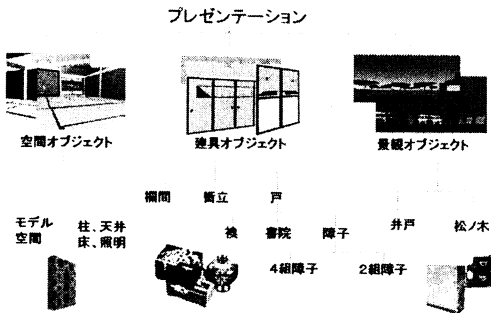 プレゼンテーション
空間オブジェクト
建具オブジェクト
景観オブジェクト
欄間 衝立 戸
モデル空間
柱、天井
床、照明
襖 書院 障子
井戸 松ノ木
4組障子 2組障子